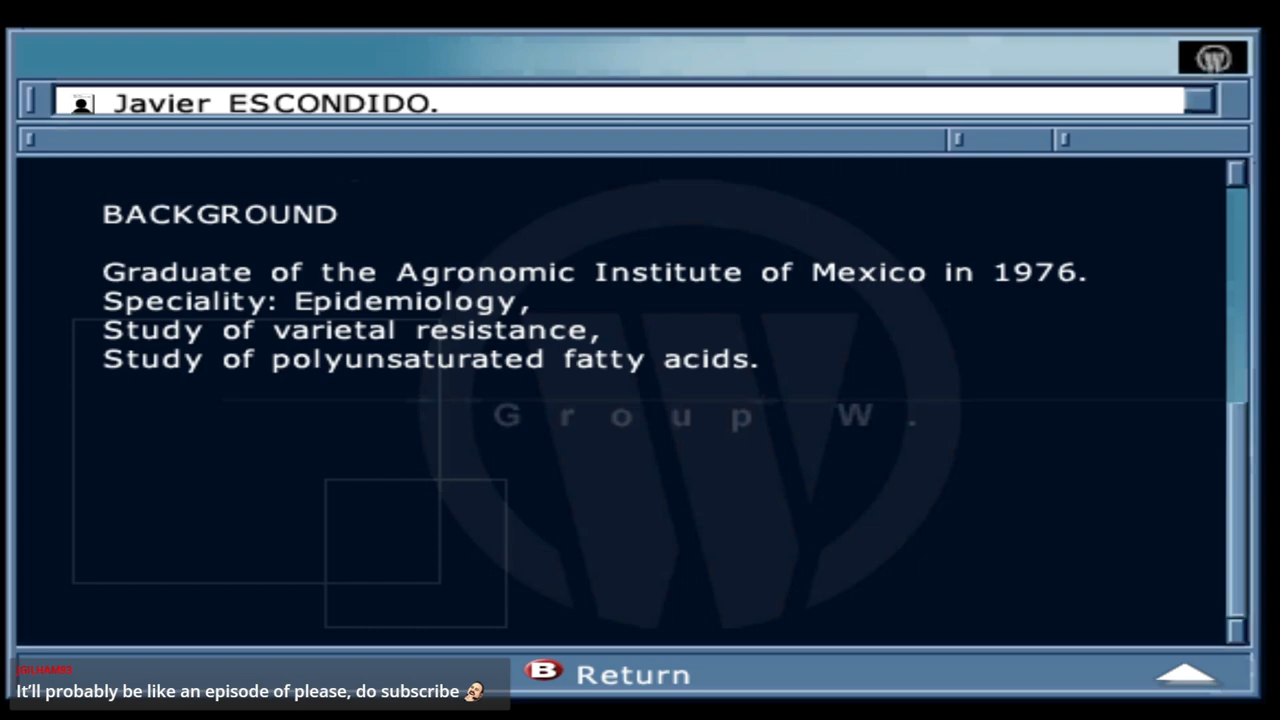 Javier ESCONDIDO.
BACKGROUND
Graduate of the Agronomic Institute of Mexico in 1976.
Speciality: Epidemiology,
Study of varietal resistance,
Study of polyunsaturated fatty acids.
Group W.
B Return
It'll probably be like an episode of please, do subscribe